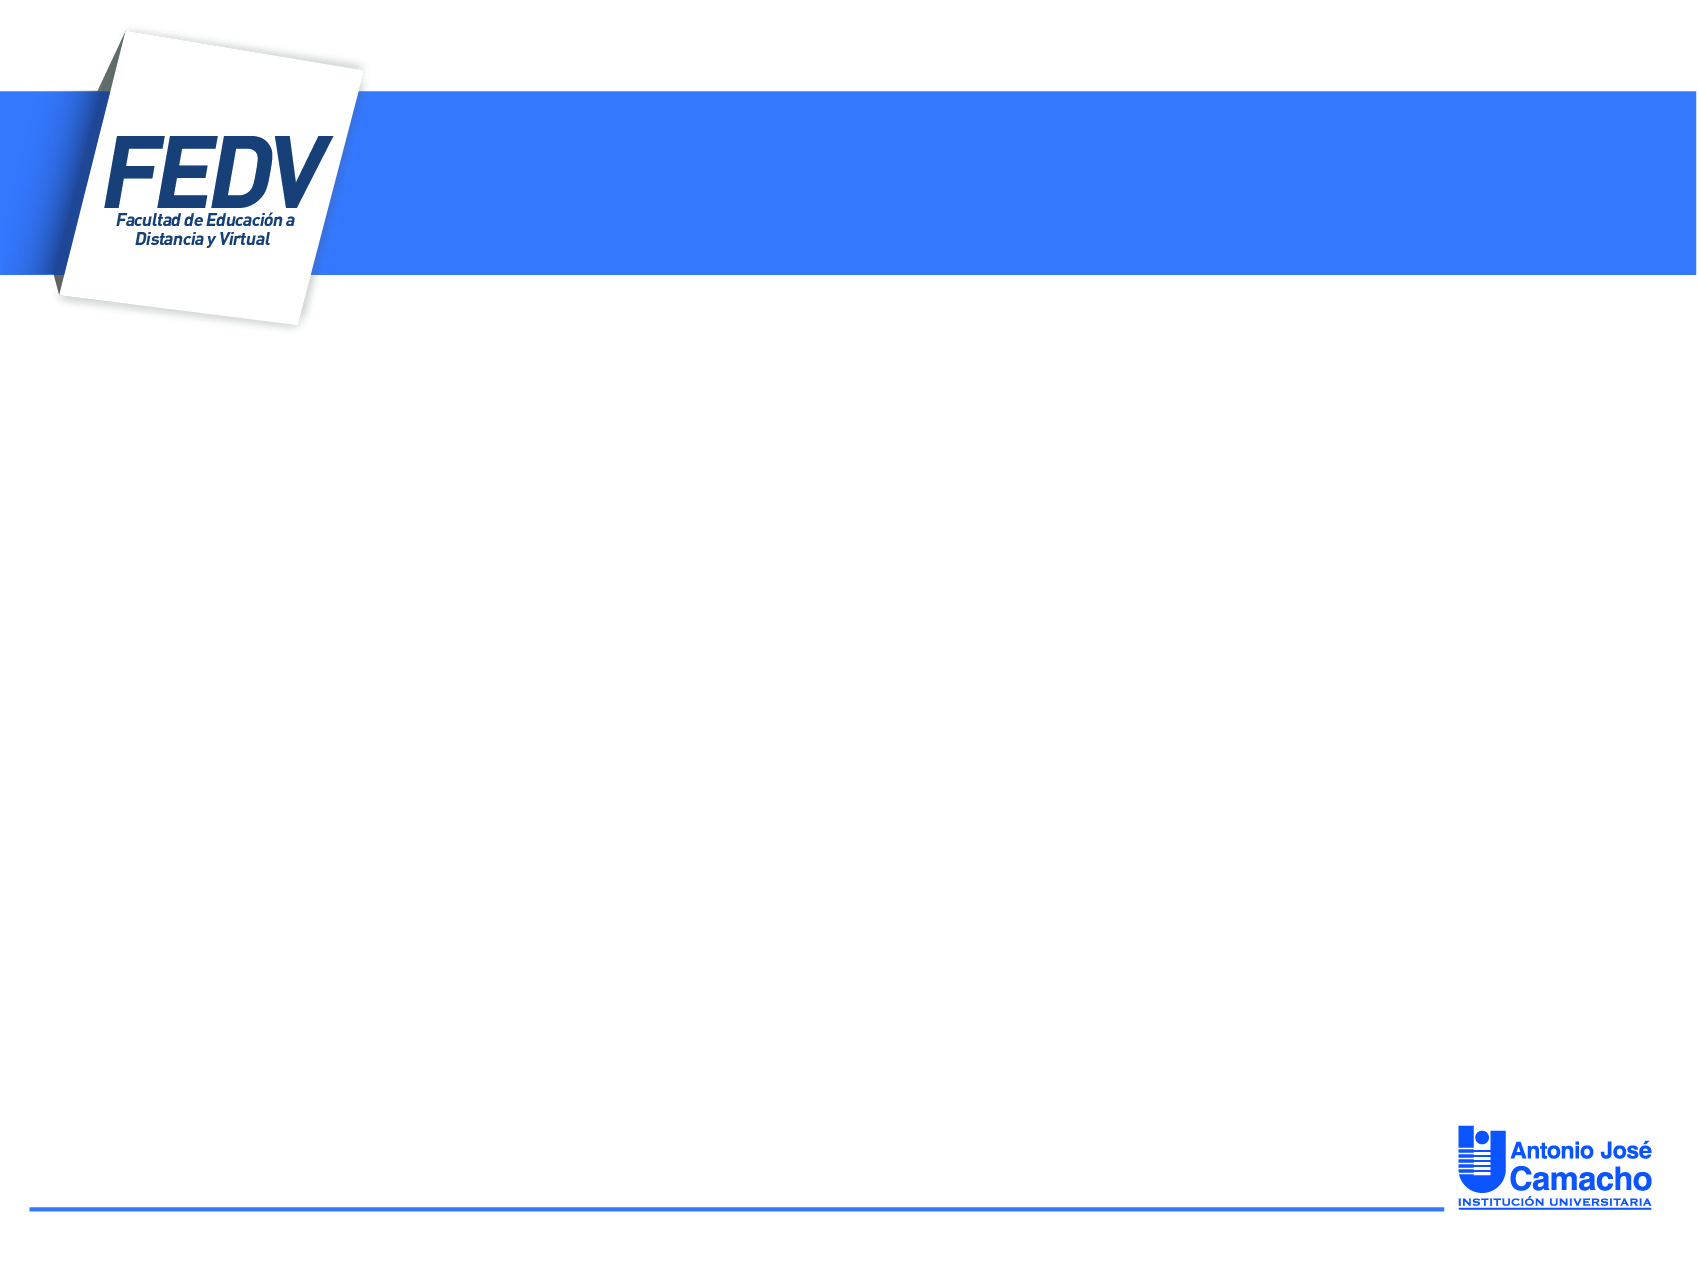 FEDV
Facultad de Educación a
Distancia y Virtual
Antonio José
Camacho
INSTITUCIÓN UNIVERSITARIA